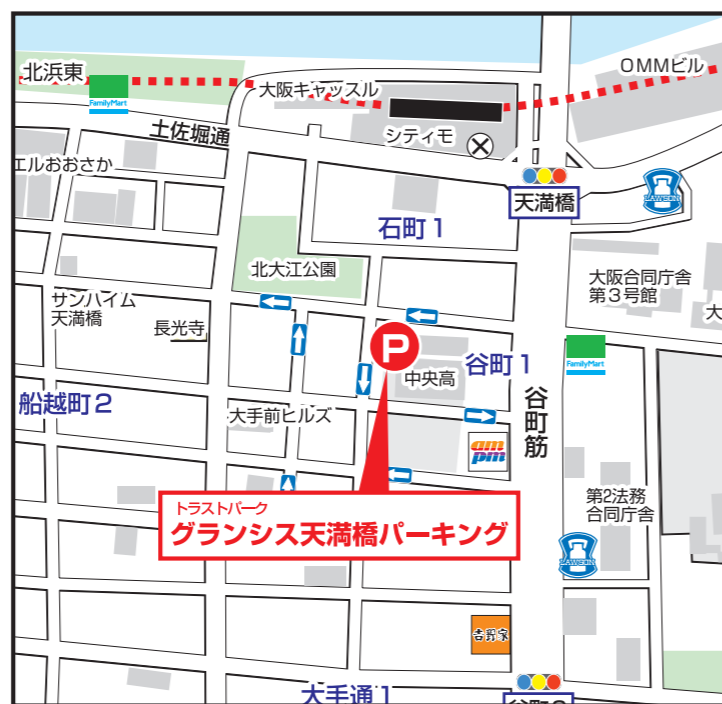 北浜東
FamilyMart
大阪キャッスル
OMMビル
土佐堀通
シティモ
エルおおさか
天満橋
LAWSON
石町1
北大江公園
大阪合同庁舎
第3号館
大
サンハイム
天満橋
長光寺
P
中央高
谷町1
FamilyMart
船越町2
大手前ヒルズ
谷町筋
am
pm
トラストパーク
グランシス天満橋パーキング
第2法務
合同庁舎
LAWSON
吉野家
大手通1